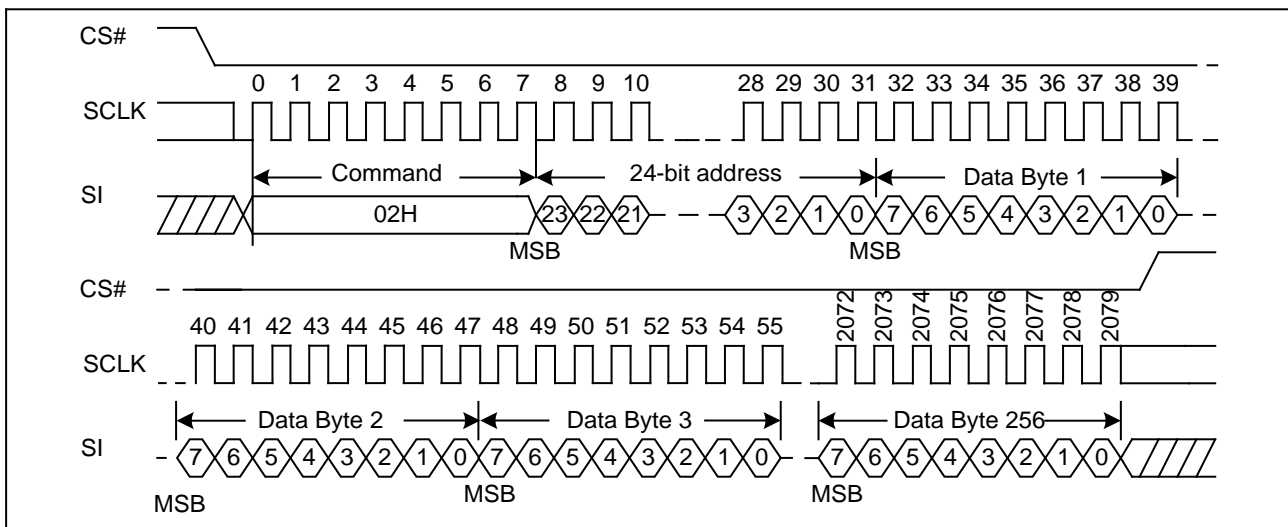 CS#
0 1 2 3 4 5 6 7 8 9 10 28 29 30 31 32 33 34 35 36 37 38 39
SCLK
Command 24-bit address Data Byte 1
SI
02H 23 22 21 3 2 1 0 7 6 5 4 3 2 1 0
MSB MSB
CS#
40 41 42 43 44 45 46 47 48 49 50 51 52 53 54 55 2072 2073 2074 2075 2076 2077 2078 2079
SCLK
Data Byte 2 Data Byte 3 Data Byte 256
SI
7 6 5 4 3 2 1 0 7 6 5 4 3 2 1 0 7 6 5 4 3 2 1 0
MSB MSB MSB